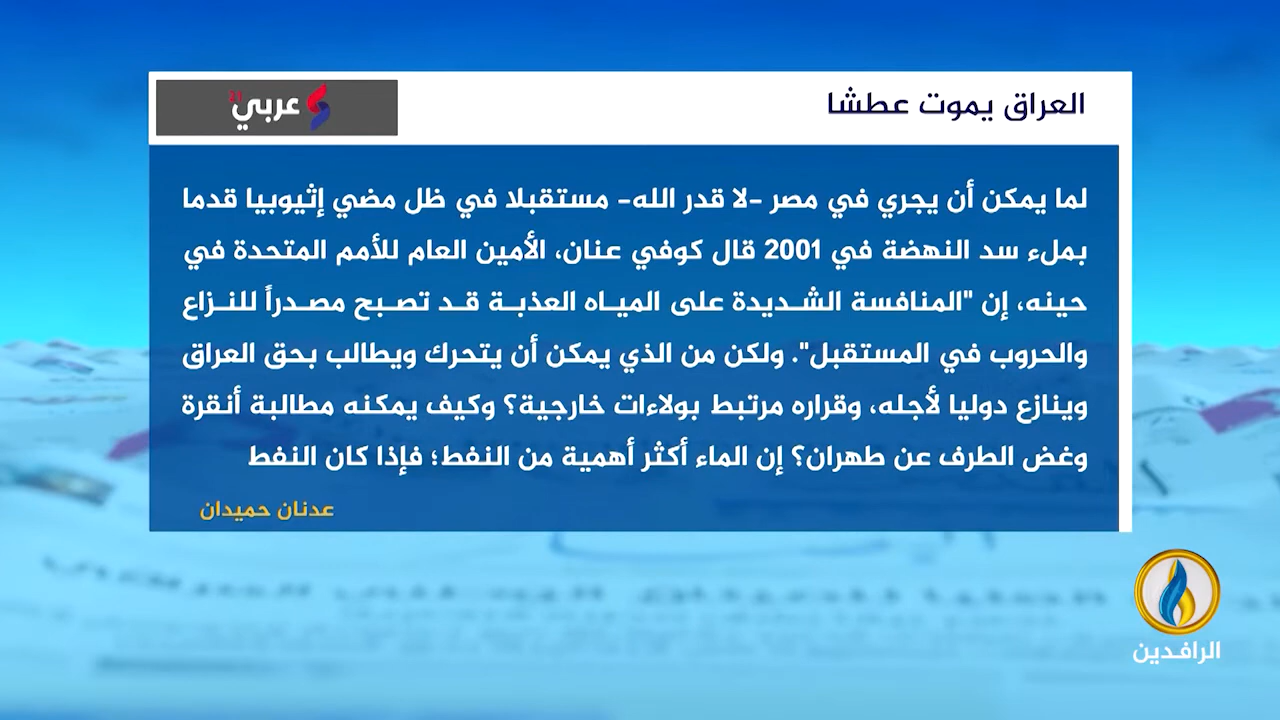 العراق يموت عطشا
عربي 21
لما يمكن أن يجري في مصر -لا قدر الله- مستقبلا في ظل مضي إثيوبيا قدما
بملء سد النهضة في 2001 قال كوفي عنان، الأمين العام للأمم المتحدة في
حينه، إن "المنافسة الشديدة على المياه العذبة قد تصبح مصدراً للنزاع
والحروب في المستقبل". ولكن من الذي يمكن أن يتحرك ويطالب بحق العراق
وينازع دوليا لأجله، وقراره مرتبط بولاءات خارجية؟ وكيف يمكنه مطالبة أنقرة
وغض الطرف عن طهران؟ إن الماء أكثر أهمية من النفط؛ فإذا كان النفط
عدنان حميدان
الرافدين